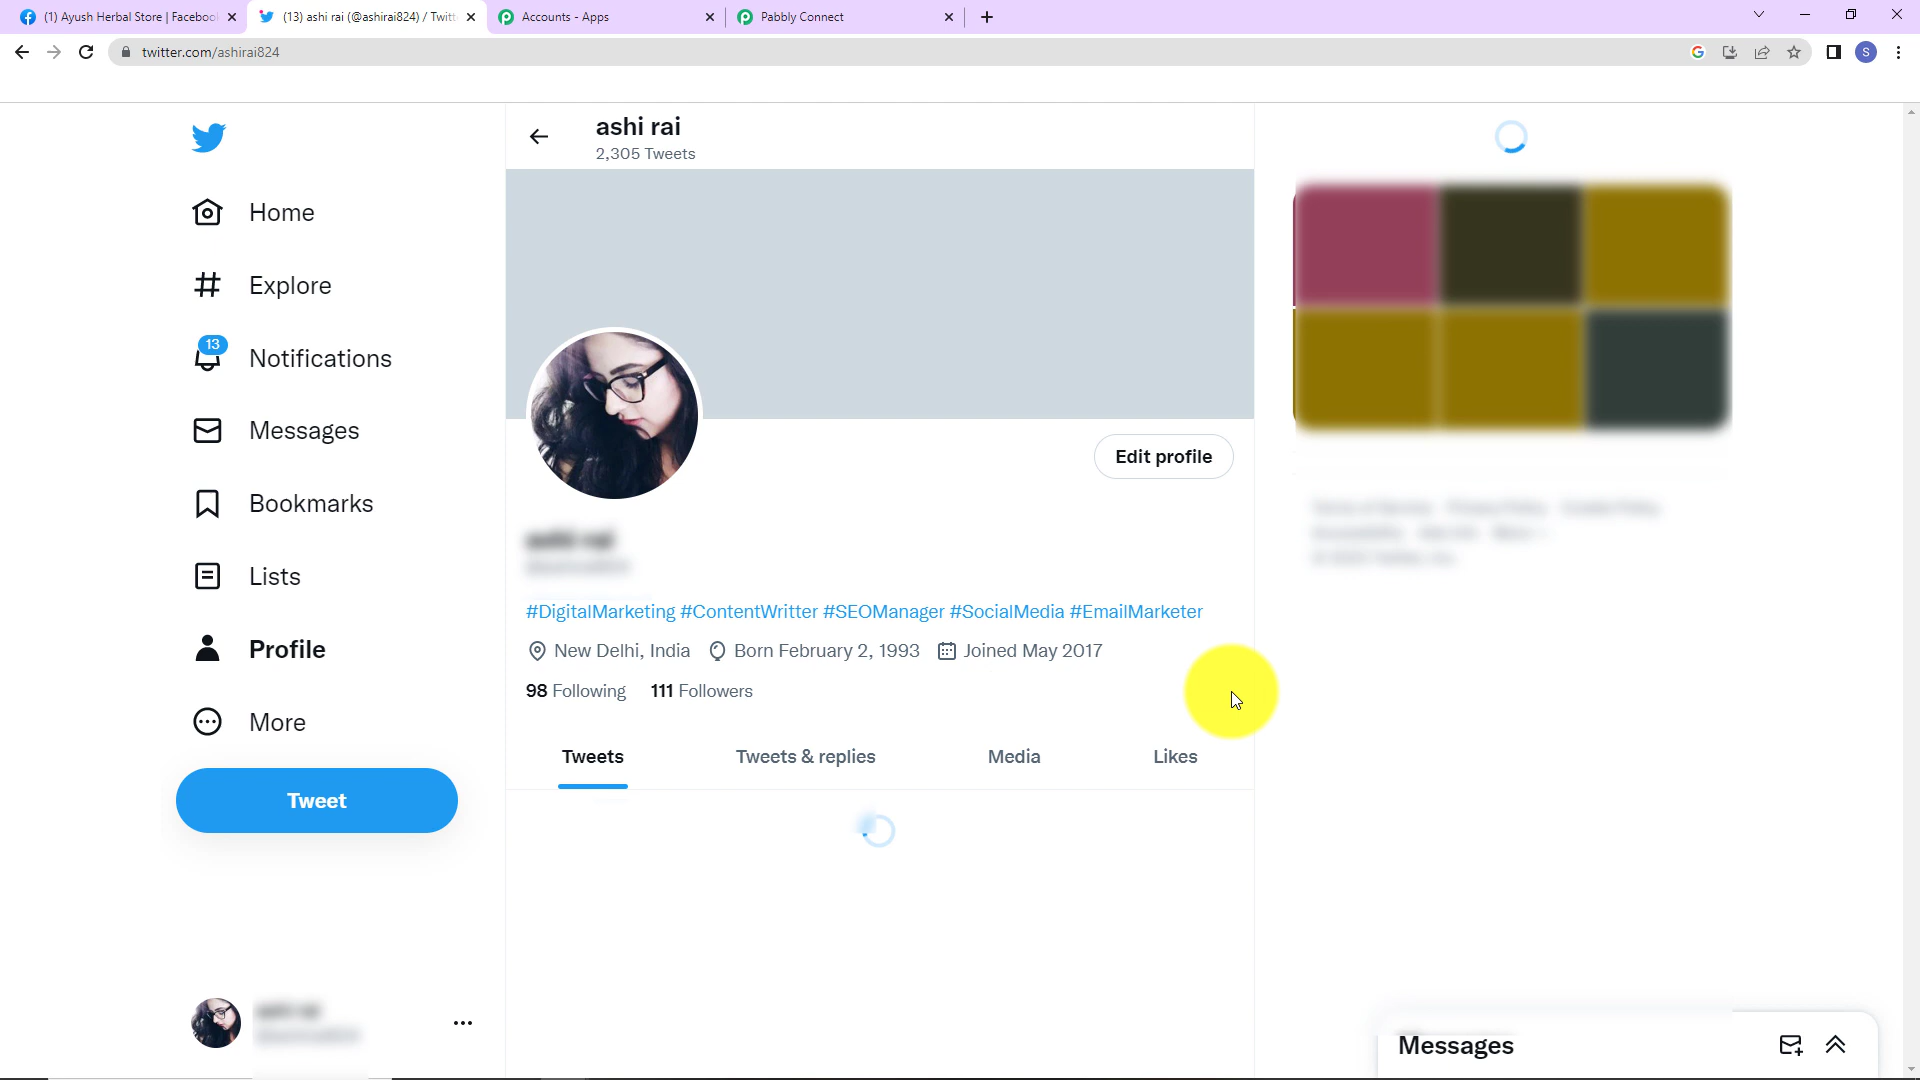 (1) Ayush Herbal Store | Facebook
(13) ashi rai (@ashirai824) / Twitt
Accounts - Apps
Pabbly Connect
twitter.com/ashirai824
S
ashi rai
2,305 Tweets
Home
Explore
13
Notifications
Messages
Bookmarks
Lists
Profile
More
Tweet
Edit profile
#DigitalMarketing #ContentWritter #SEOManager #SocialMedia #EmailMarketer
New Delhi, India Born February 2, 1993 Joined May 2017
98 Following 111 Followers
Tweets
Tweets & replies
Media
Likes
Messages